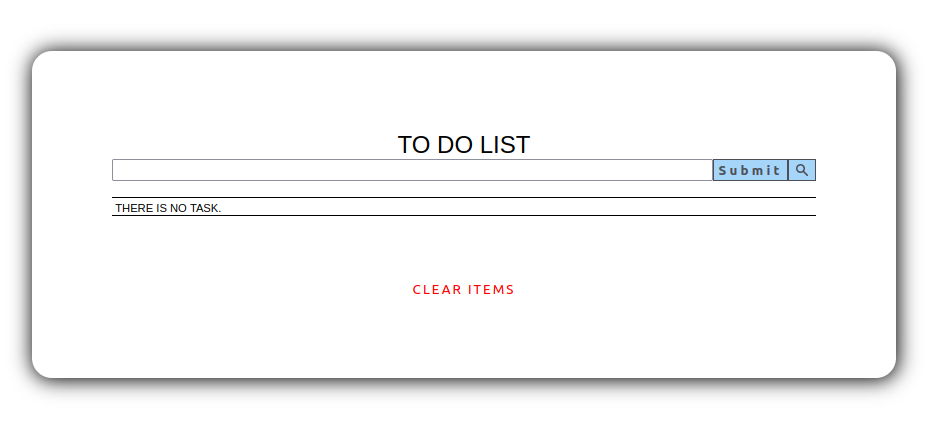 TO DO LIST
Submit
THERE IS NO TASK.
CLEAR ITEMS